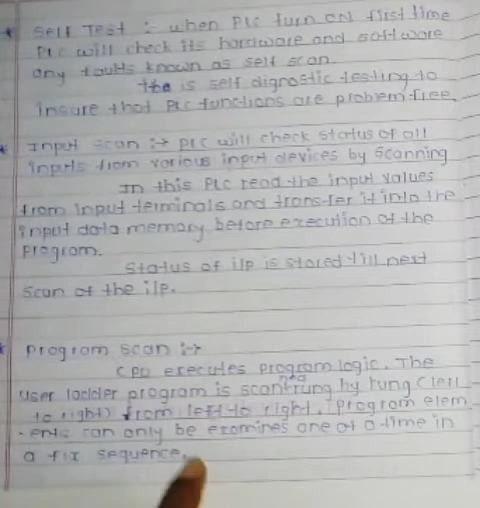 * Self Test :- when PLC turn ON first time
PLC will check its hardware and software
any faults known as self scan.
the is self dignostic testing to
insure that PLC functions are problem free.
* Input scan :→ PLC will check status of all
inputs from various input devices by scanning
In this PLC read the input values
from input terminals and transfer it into the
input data memory before execution of the
program.
Status of i/p is stored till next
scan of the i/p.
* Program scan :→
CPU executes program logic. The
user ladder program is scanned rung by rung (left
to right) from left to right. Program elem
-ents can only be examines one at a time in
a fix sequence.